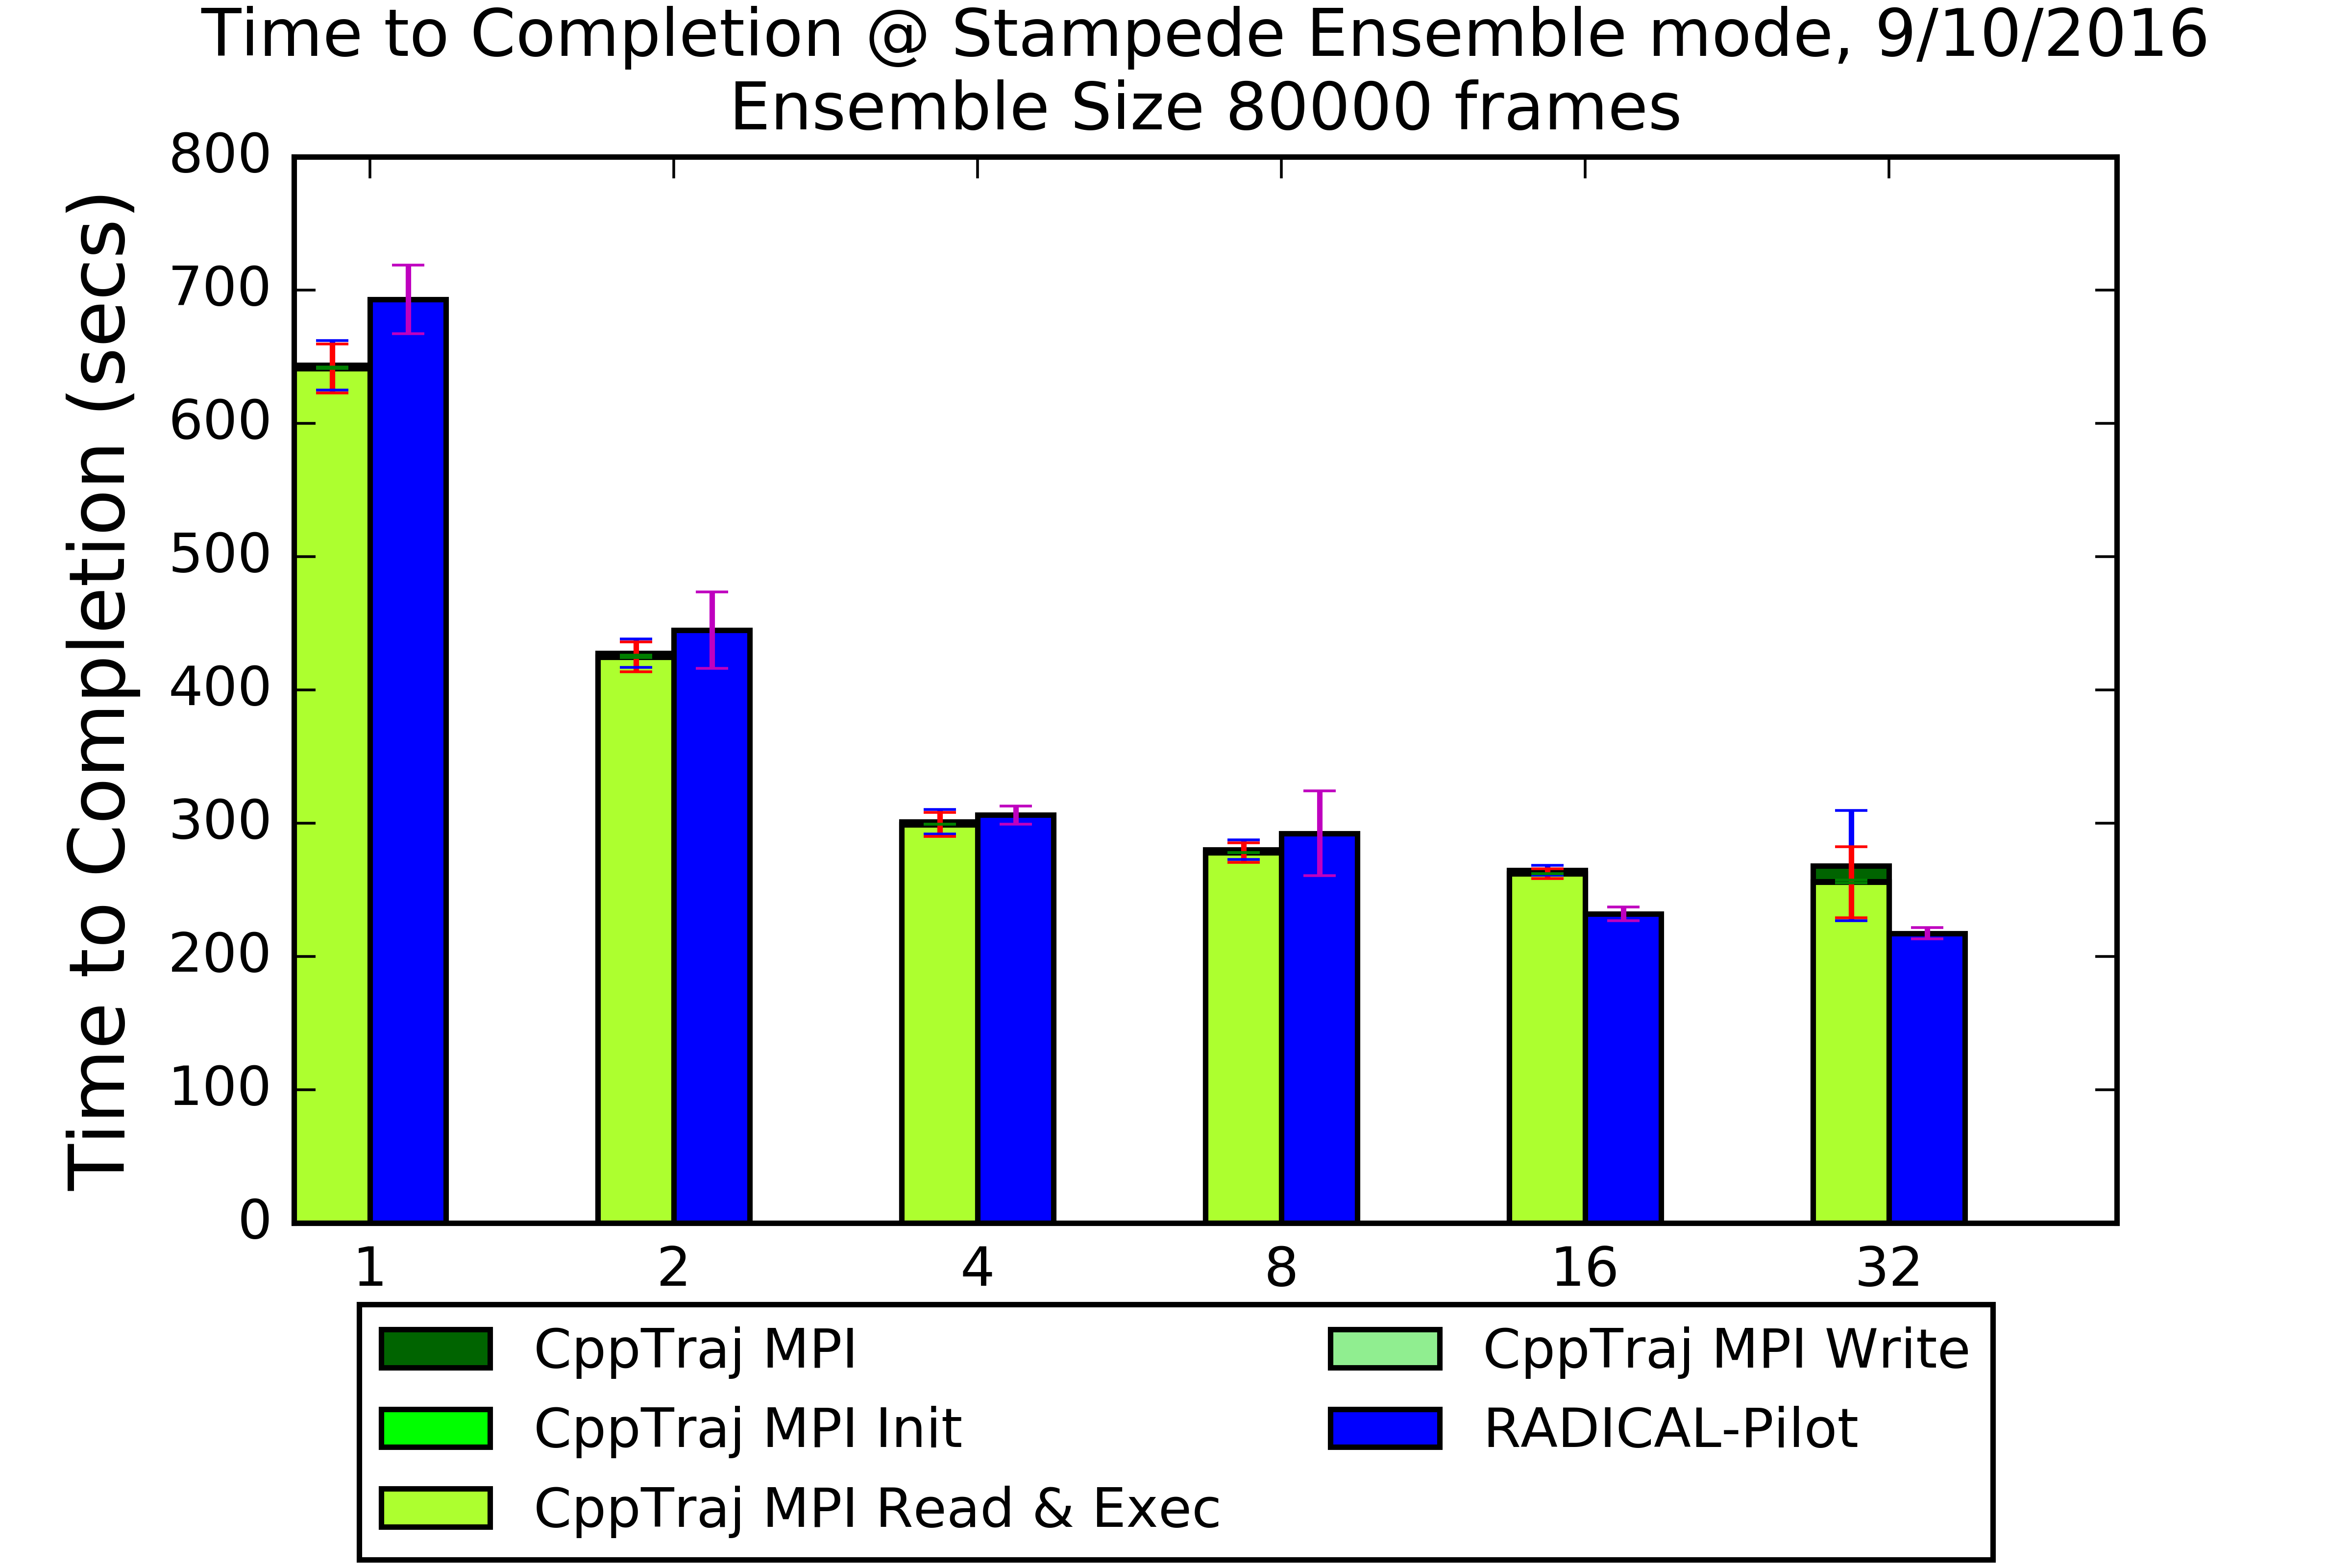 Time to Completion @ Stampede Ensemble mode, 9/10/2016
Ensemble Size 80000 frames
Time to Completion (secs)
800
700
600
500
400
300
200
100
0
1 2 4 8 16 32
CppTraj MPI
CppTraj MPI Init
CppTraj MPI Read & Exec
CppTraj MPI Write
RADICAL-Pilot